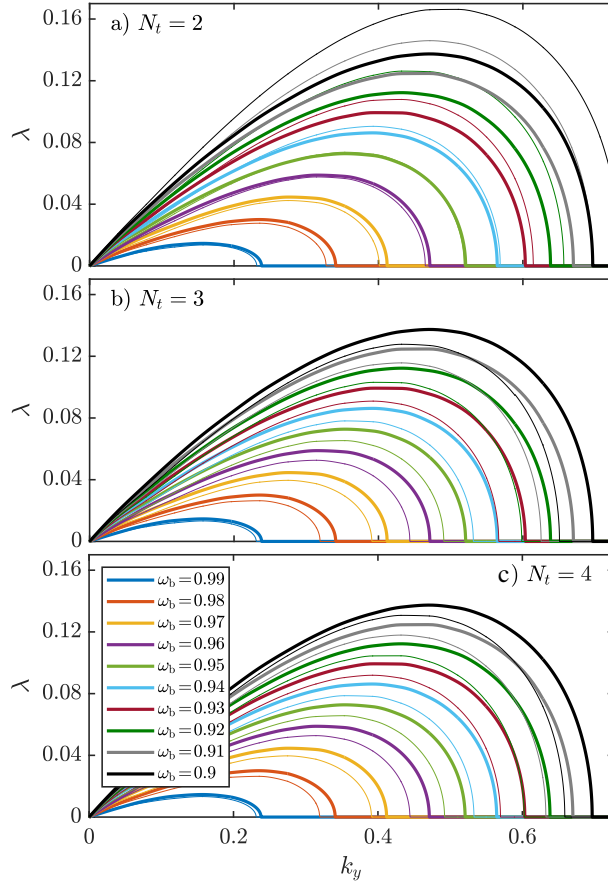 0.16
a) N_t = 2
0.12
λ
0.08
0.04
0
0.16
b) N_t = 3
0.12
λ
0.08
0.04
0
0.16
c) N_t = 4
ω_b = 0.99
0.12
ω_b = 0.98
ω_b = 0.97
ω_b = 0.96
λ
0.08
ω_b = 0.95
ω_b = 0.94
ω_b = 0.93
0.04
ω_b = 0.92
ω_b = 0.91
ω_b = 0.9
0
0 0.2 0.4 0.6
k_y